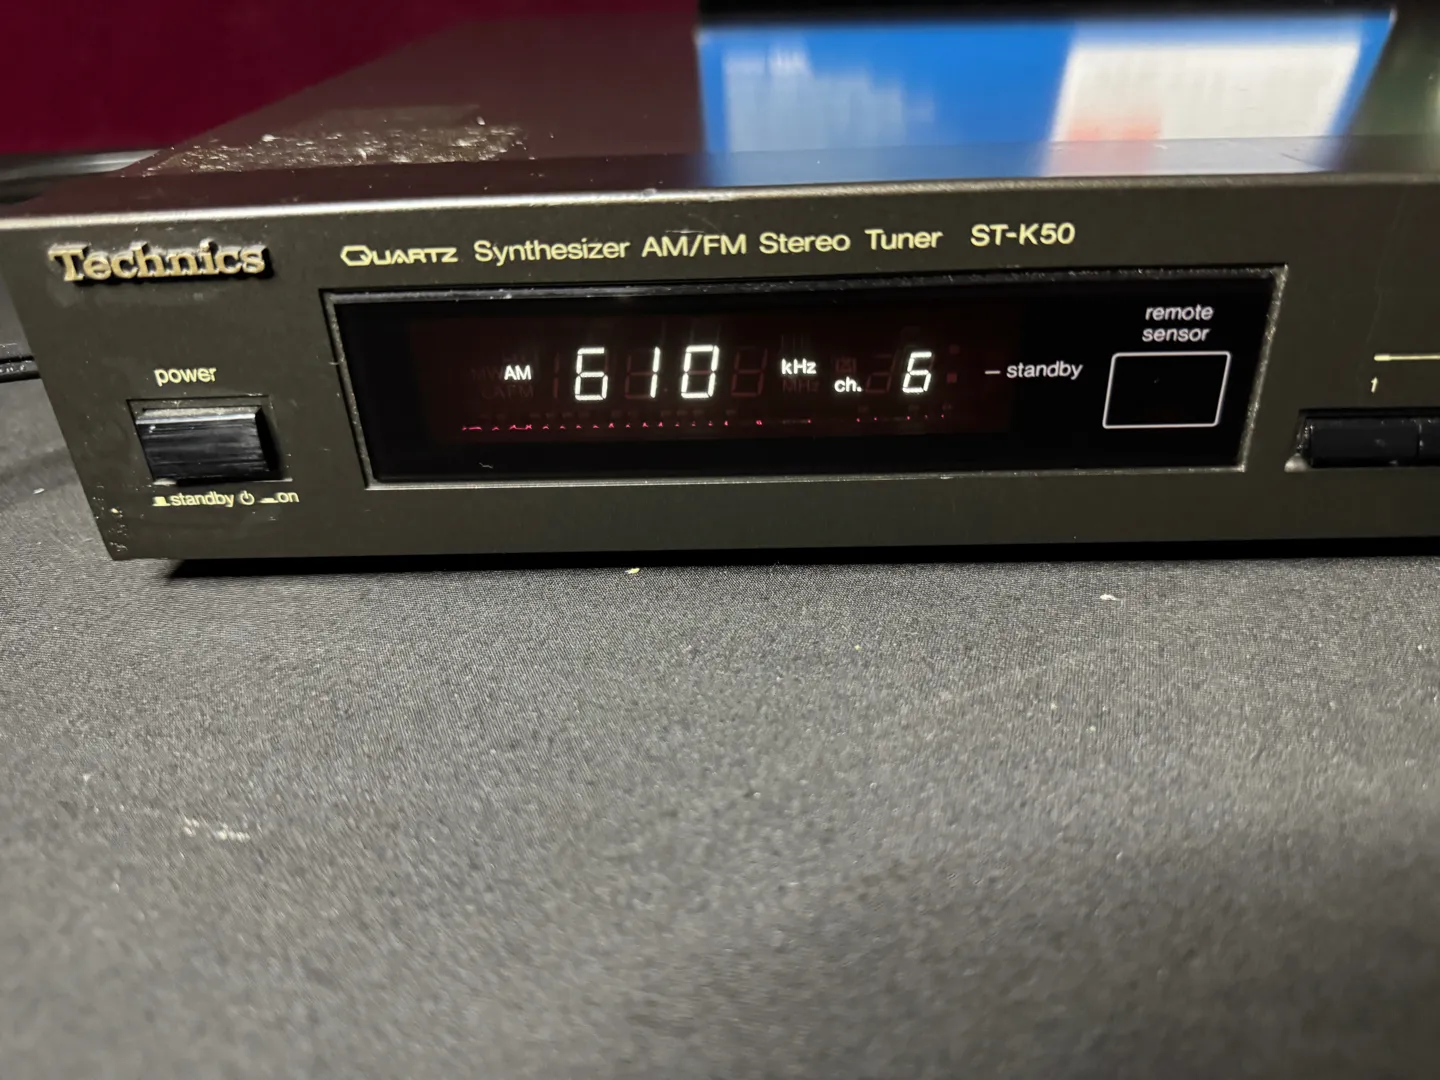 Technics
QUARTZ Synthesizer AM/FM Stereo Tuner ST-K50
remote
sensor
power
AM 610 kHz ch. 6
– standby
1
standby on